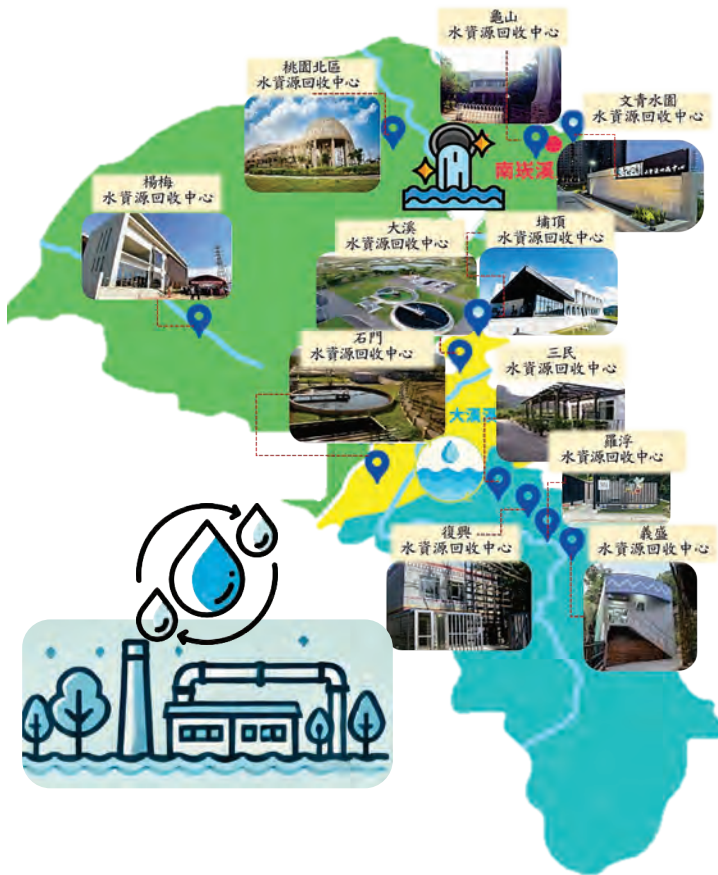 龜山
水資源回收中心
桃園北區
水資源回收中心
文青水園
水資源回收中心
南崁溪
楊梅
水資源回收中心
大溪
水資源回收中心
埔頂
水資源回收中心
石門
水資源回收中心
三民
水資源回收中心
大漢溪
羅浮
水資源回收中心
復興
水資源回收中心
義盛
水資源回收中心